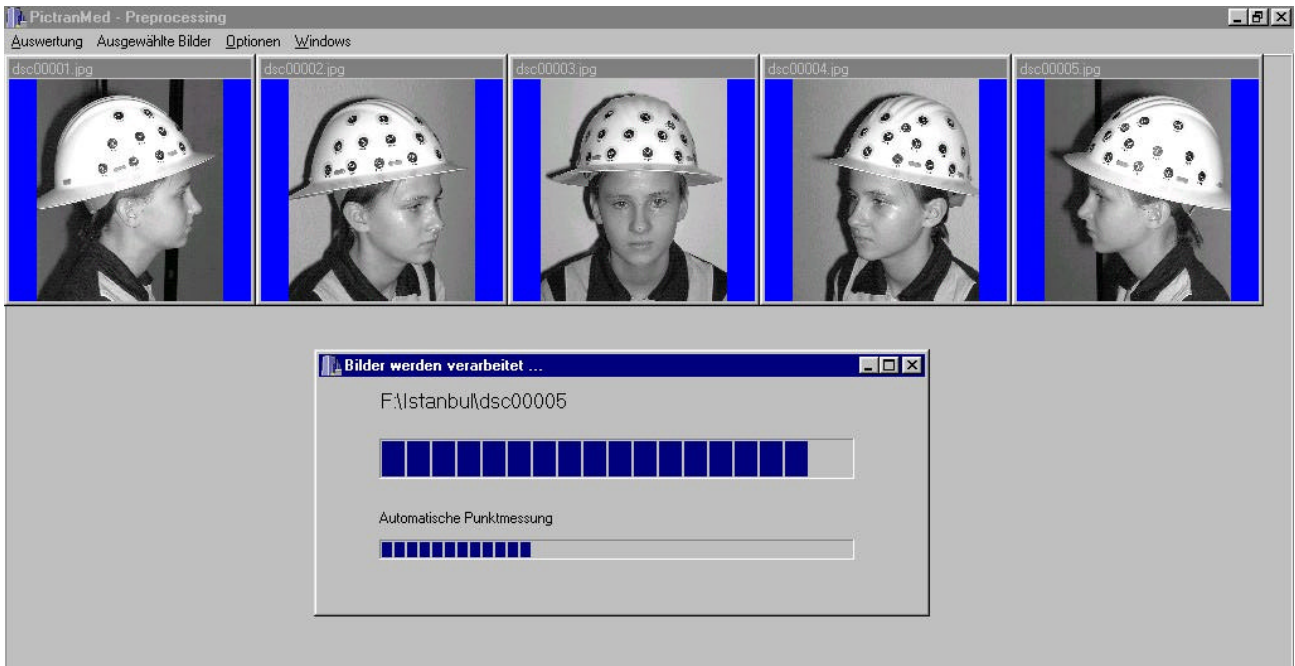 PictranMed - Preprocessing
Auswertung Ausgewählte Bilder Optionen Windows
dsc00001.jpg dsc00002.jpg dsc00003.jpg dsc00004.jpg dsc00005.jpg
Bilder werden verarbeitet ...
F:\Istanbul\dsc00005
Automatische Punktmessung